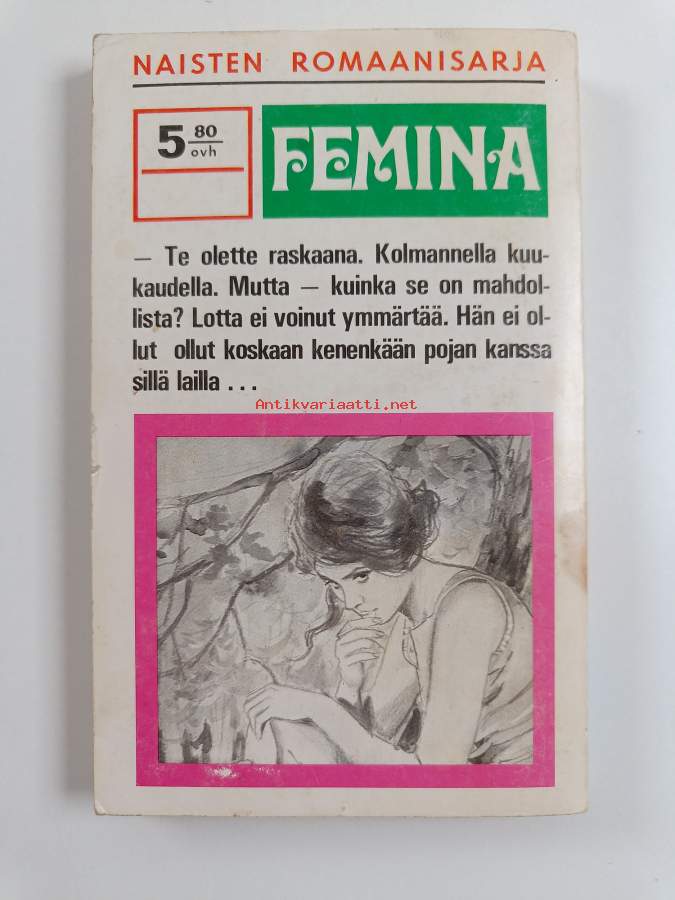 NAISTEN ROMAANISARJA
5 80
ovh
FEMINA
– Te olette raskaana. Kolmannella kuu-
kaudella. Mutta – kuinka se on mahdol-
lista? Lotta ei voinut ymmärtää. Hän ei ol-
lut ollut koskaan kenenkään pojan kanssa
sillä lailla ...
Antikvariaatti.net